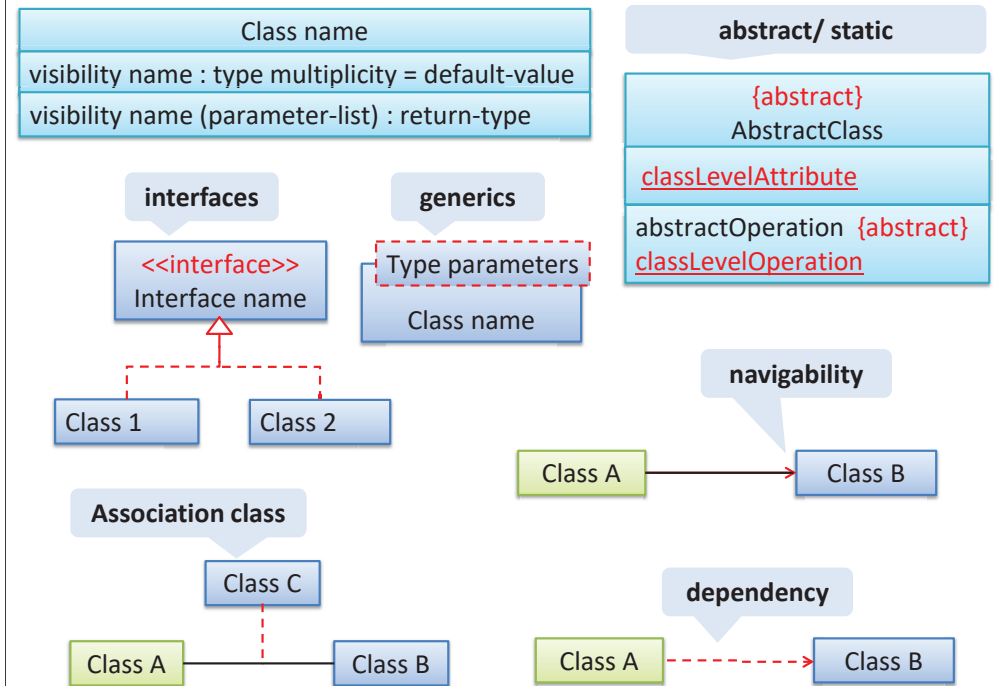 Class name
visibility name : type multiplicity = default-value
visibility name (parameter-list) : return-type
abstract/ static
{abstract}
AbstractClass
classLevelAttribute
abstractOperation {abstract}
classLevelOperation
interfaces
<<interface>>
Interface name
Class 1
Class 2
generics
Type parameters
Class name
navigability
Class A
Class B
Association class
Class C
Class A
Class B
dependency
Class A
Class B